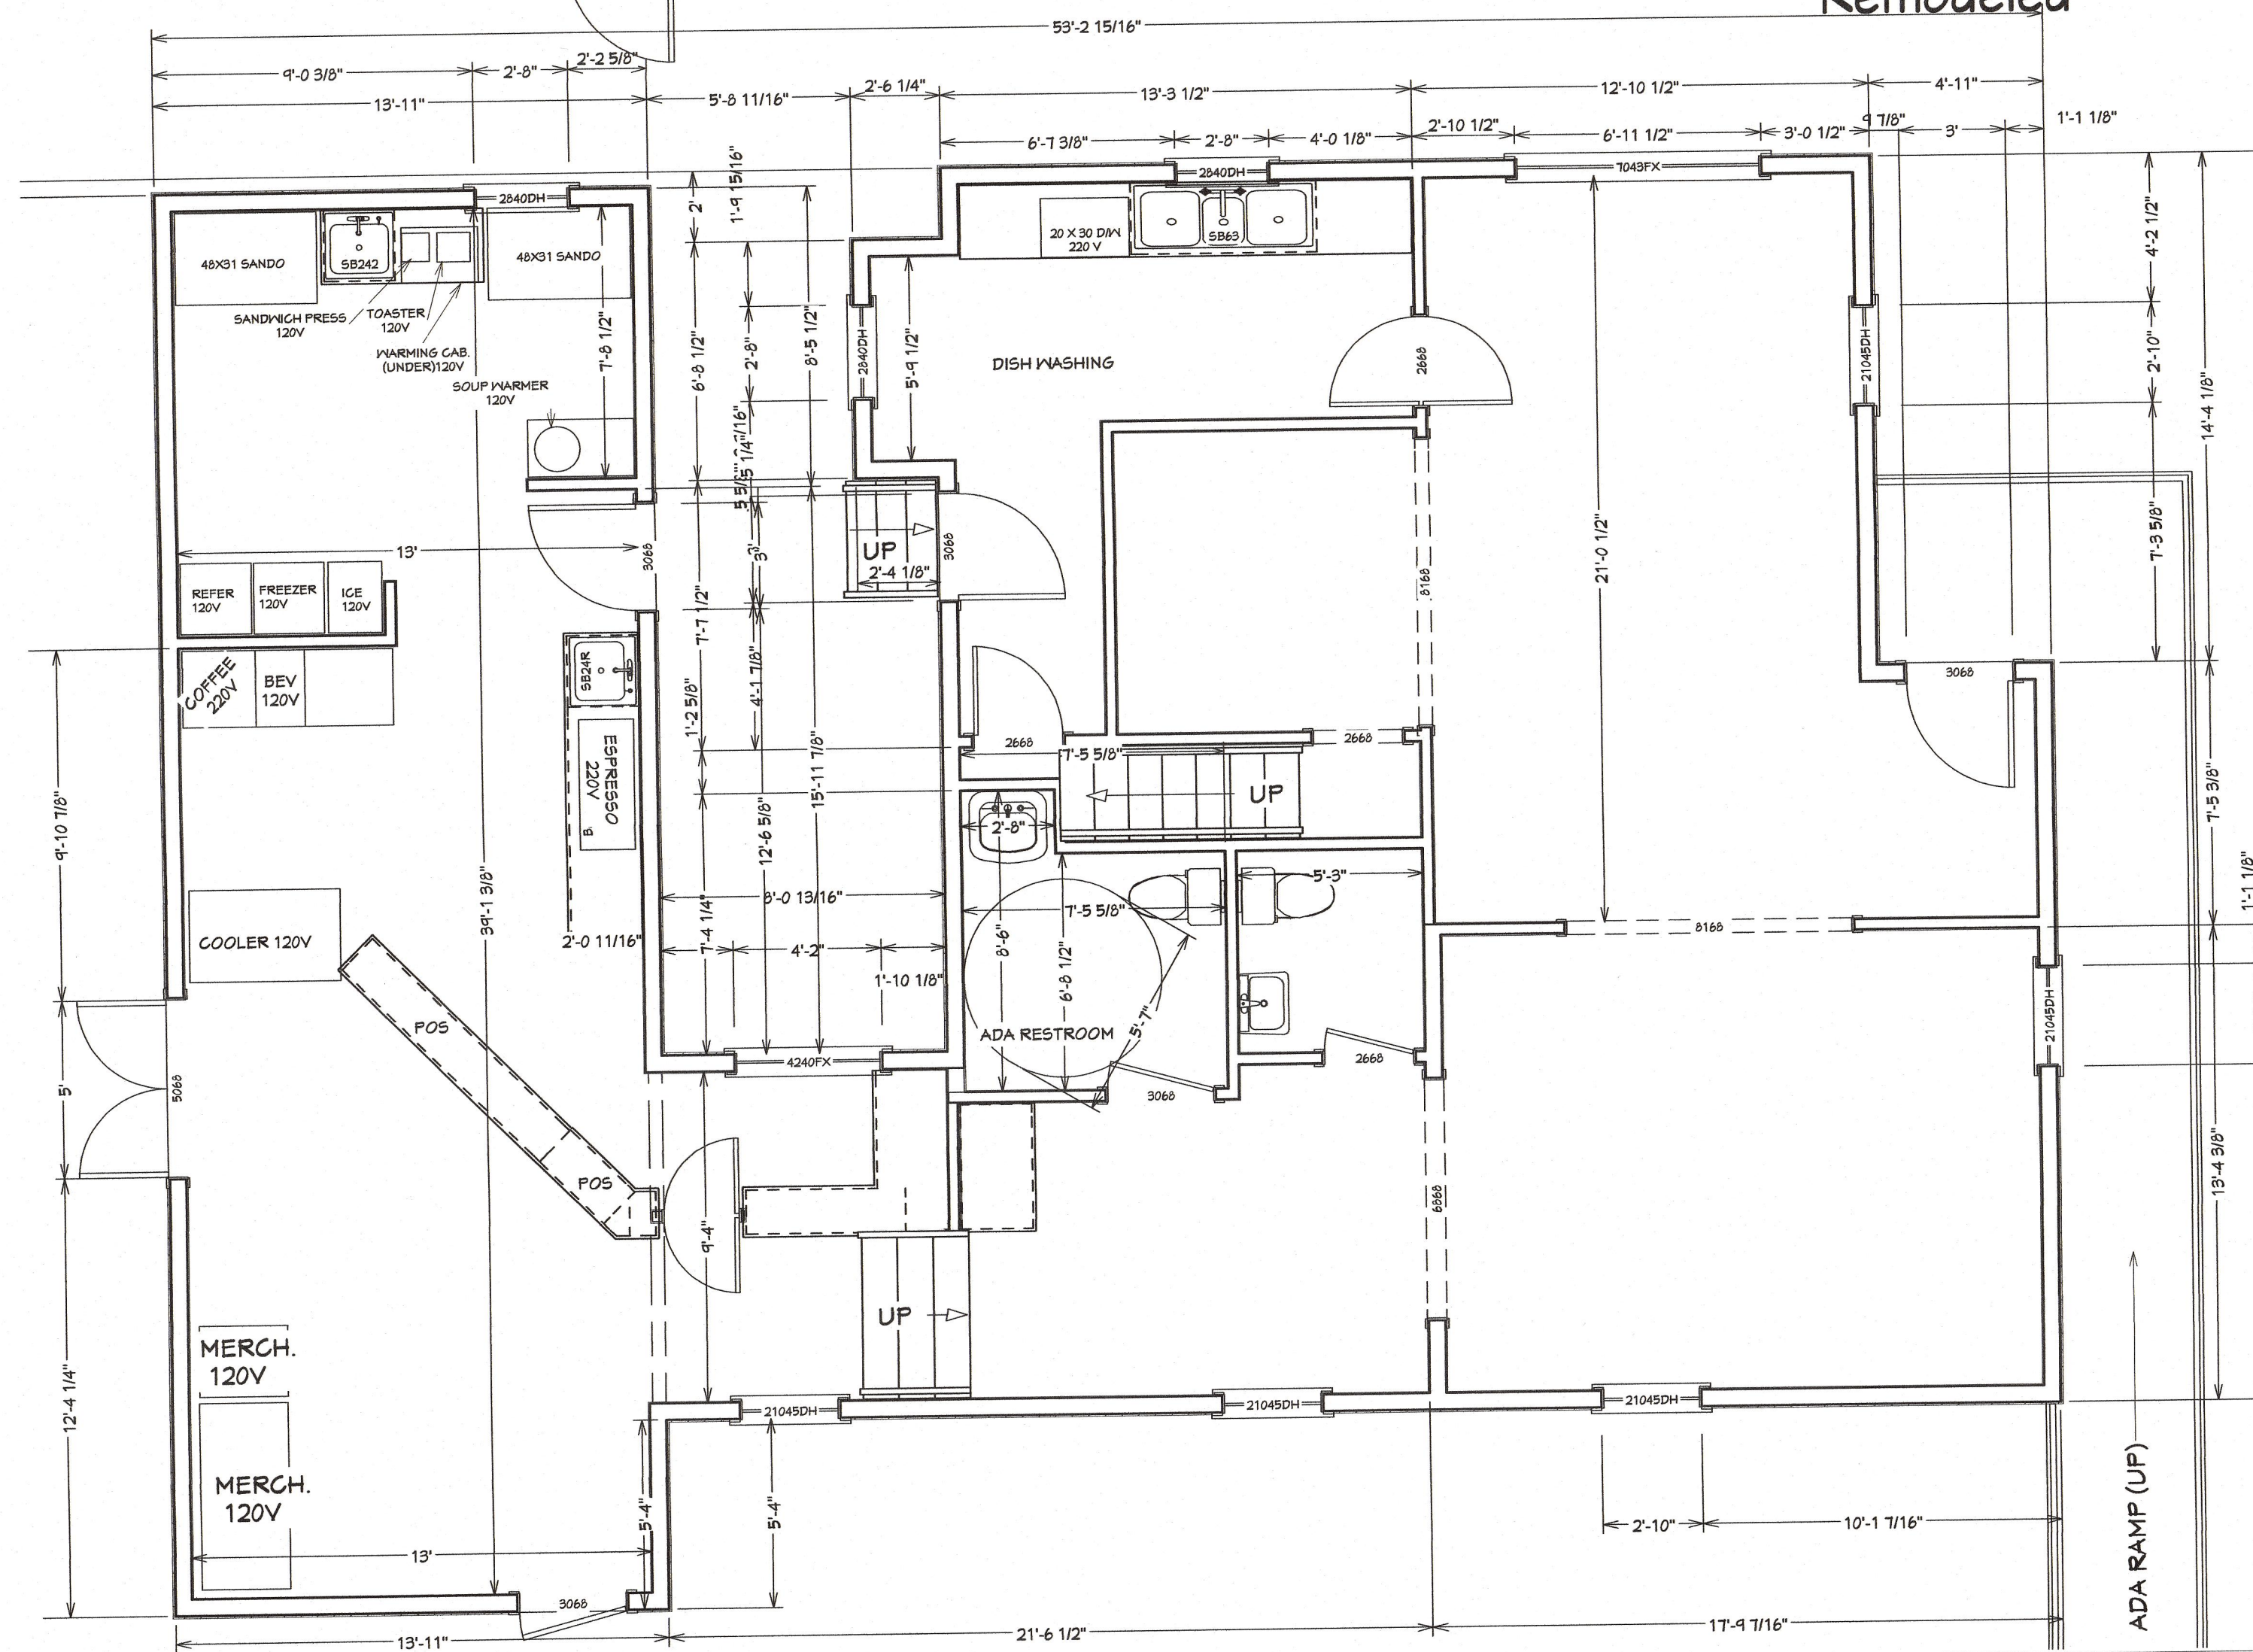 Remodeled
53'-2 15/16"
9'-0 3/8"
2'-8"
2'-2 5/8"
13'-11"
5'-8 11/16"
2'-6 1/4"
13'-3 1/2"
12'-10 1/2"
4'-11"
6'-7 3/8"
2'-8"
4'-0 1/8"
2'-10 1/2"
6'-11 1/2"
3'-0 1/2"
9 7/8"
3'
1'-1 1/8"
2840DH
2840DH
7043FX
48X31 SANDO
SB242
48X31 SANDO
SANDWICH PRESS
120V
TOASTER
120V
WARMING CAB.
(UNDER)120V
SOUP WARMER
120V
7'-8 1/2"
2'
1'-9 15/16"
6'-8 1/2"
2'-8"
8'-5 1/2"
2840DH
5'-9 1/2"
20 X 30 D/W
220 V
SB63
DISH WASHING
2668
21045DH
4'-2 1/2"
2'-10"
14'-4 1/8"
7'-3 5/8"
13'
3068
3'
UP
2'-4 1/8"
3068
8168
21'-0 1/2"
REFER
120V
FREEZER
120V
ICE
120V
COFFEE
220V
BEV
120V
SB24R
ESPRESSO
220V
B.
7'-7 1/2"
1'-2 5/8"
4'-1 7/8"
15'-11 7/8"
12'-6 5/8"
2668
7'-5 5/8"
2668
UP
3068
7'-5 3/8"
1'-1 1/8"
9'-10 7/8"
39'-1 3/8"
2'-8"
5'-3"
8'-0 13/16"
7'-5 5/8"
8168
COOLER 120V
2'-0 11/16"
7'-4 1/4"
4'-2"
1'-10 1/8"
8'-6"
6'-8 1/2"
5'-7"
ADA RESTROOM
POS
4240FX
3068
2668
21045DH
5'
5068
POS
9'-4"
6868
13'-4 3/8"
UP
MERCH.
120V
12'-4 1/4"
21045DH
21045DH
21045DH
MERCH.
120V
5'-4"
5'-4"
2'-10"
10'-1 7/16"
ADA RAMP (UP)
13'
3068
13'-11"
21'-6 1/2"
17'-9 7/16"